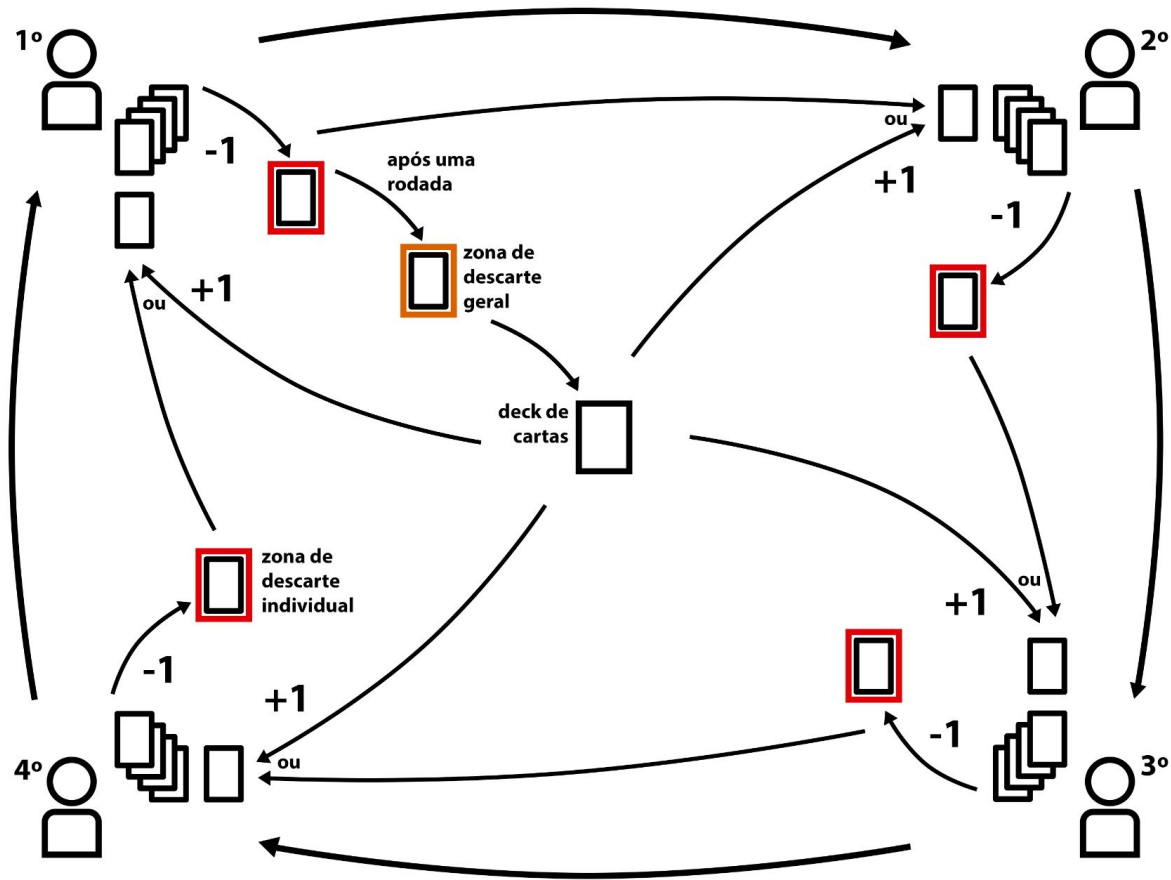 1º
2º
-1
após uma
rodada
ou
+1
-1
zona de
descarte
geral
+1
ou
deck de
cartas
zona de
descarte
individual
ou
+1
-1
+1
-1
ou
4º
3º